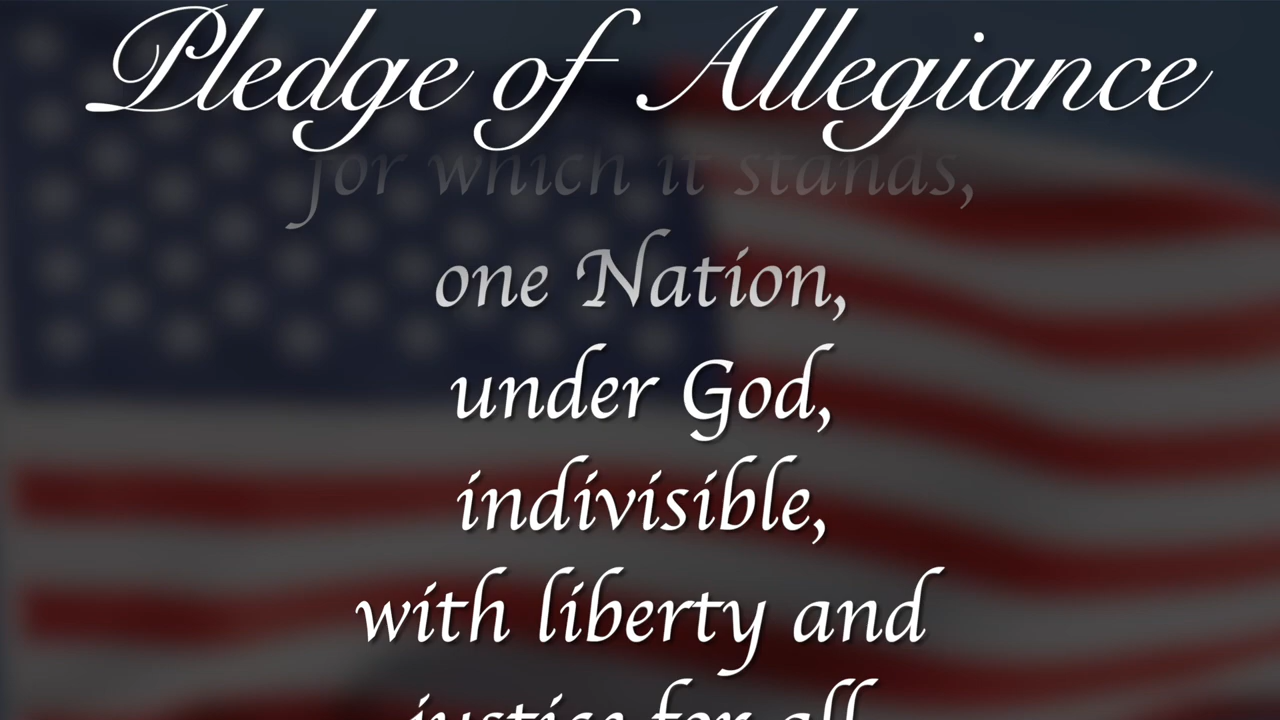 Pledge of Allegiance
for which it stands,
one Nation,
under God,
indivisible,
with liberty and
justice for all